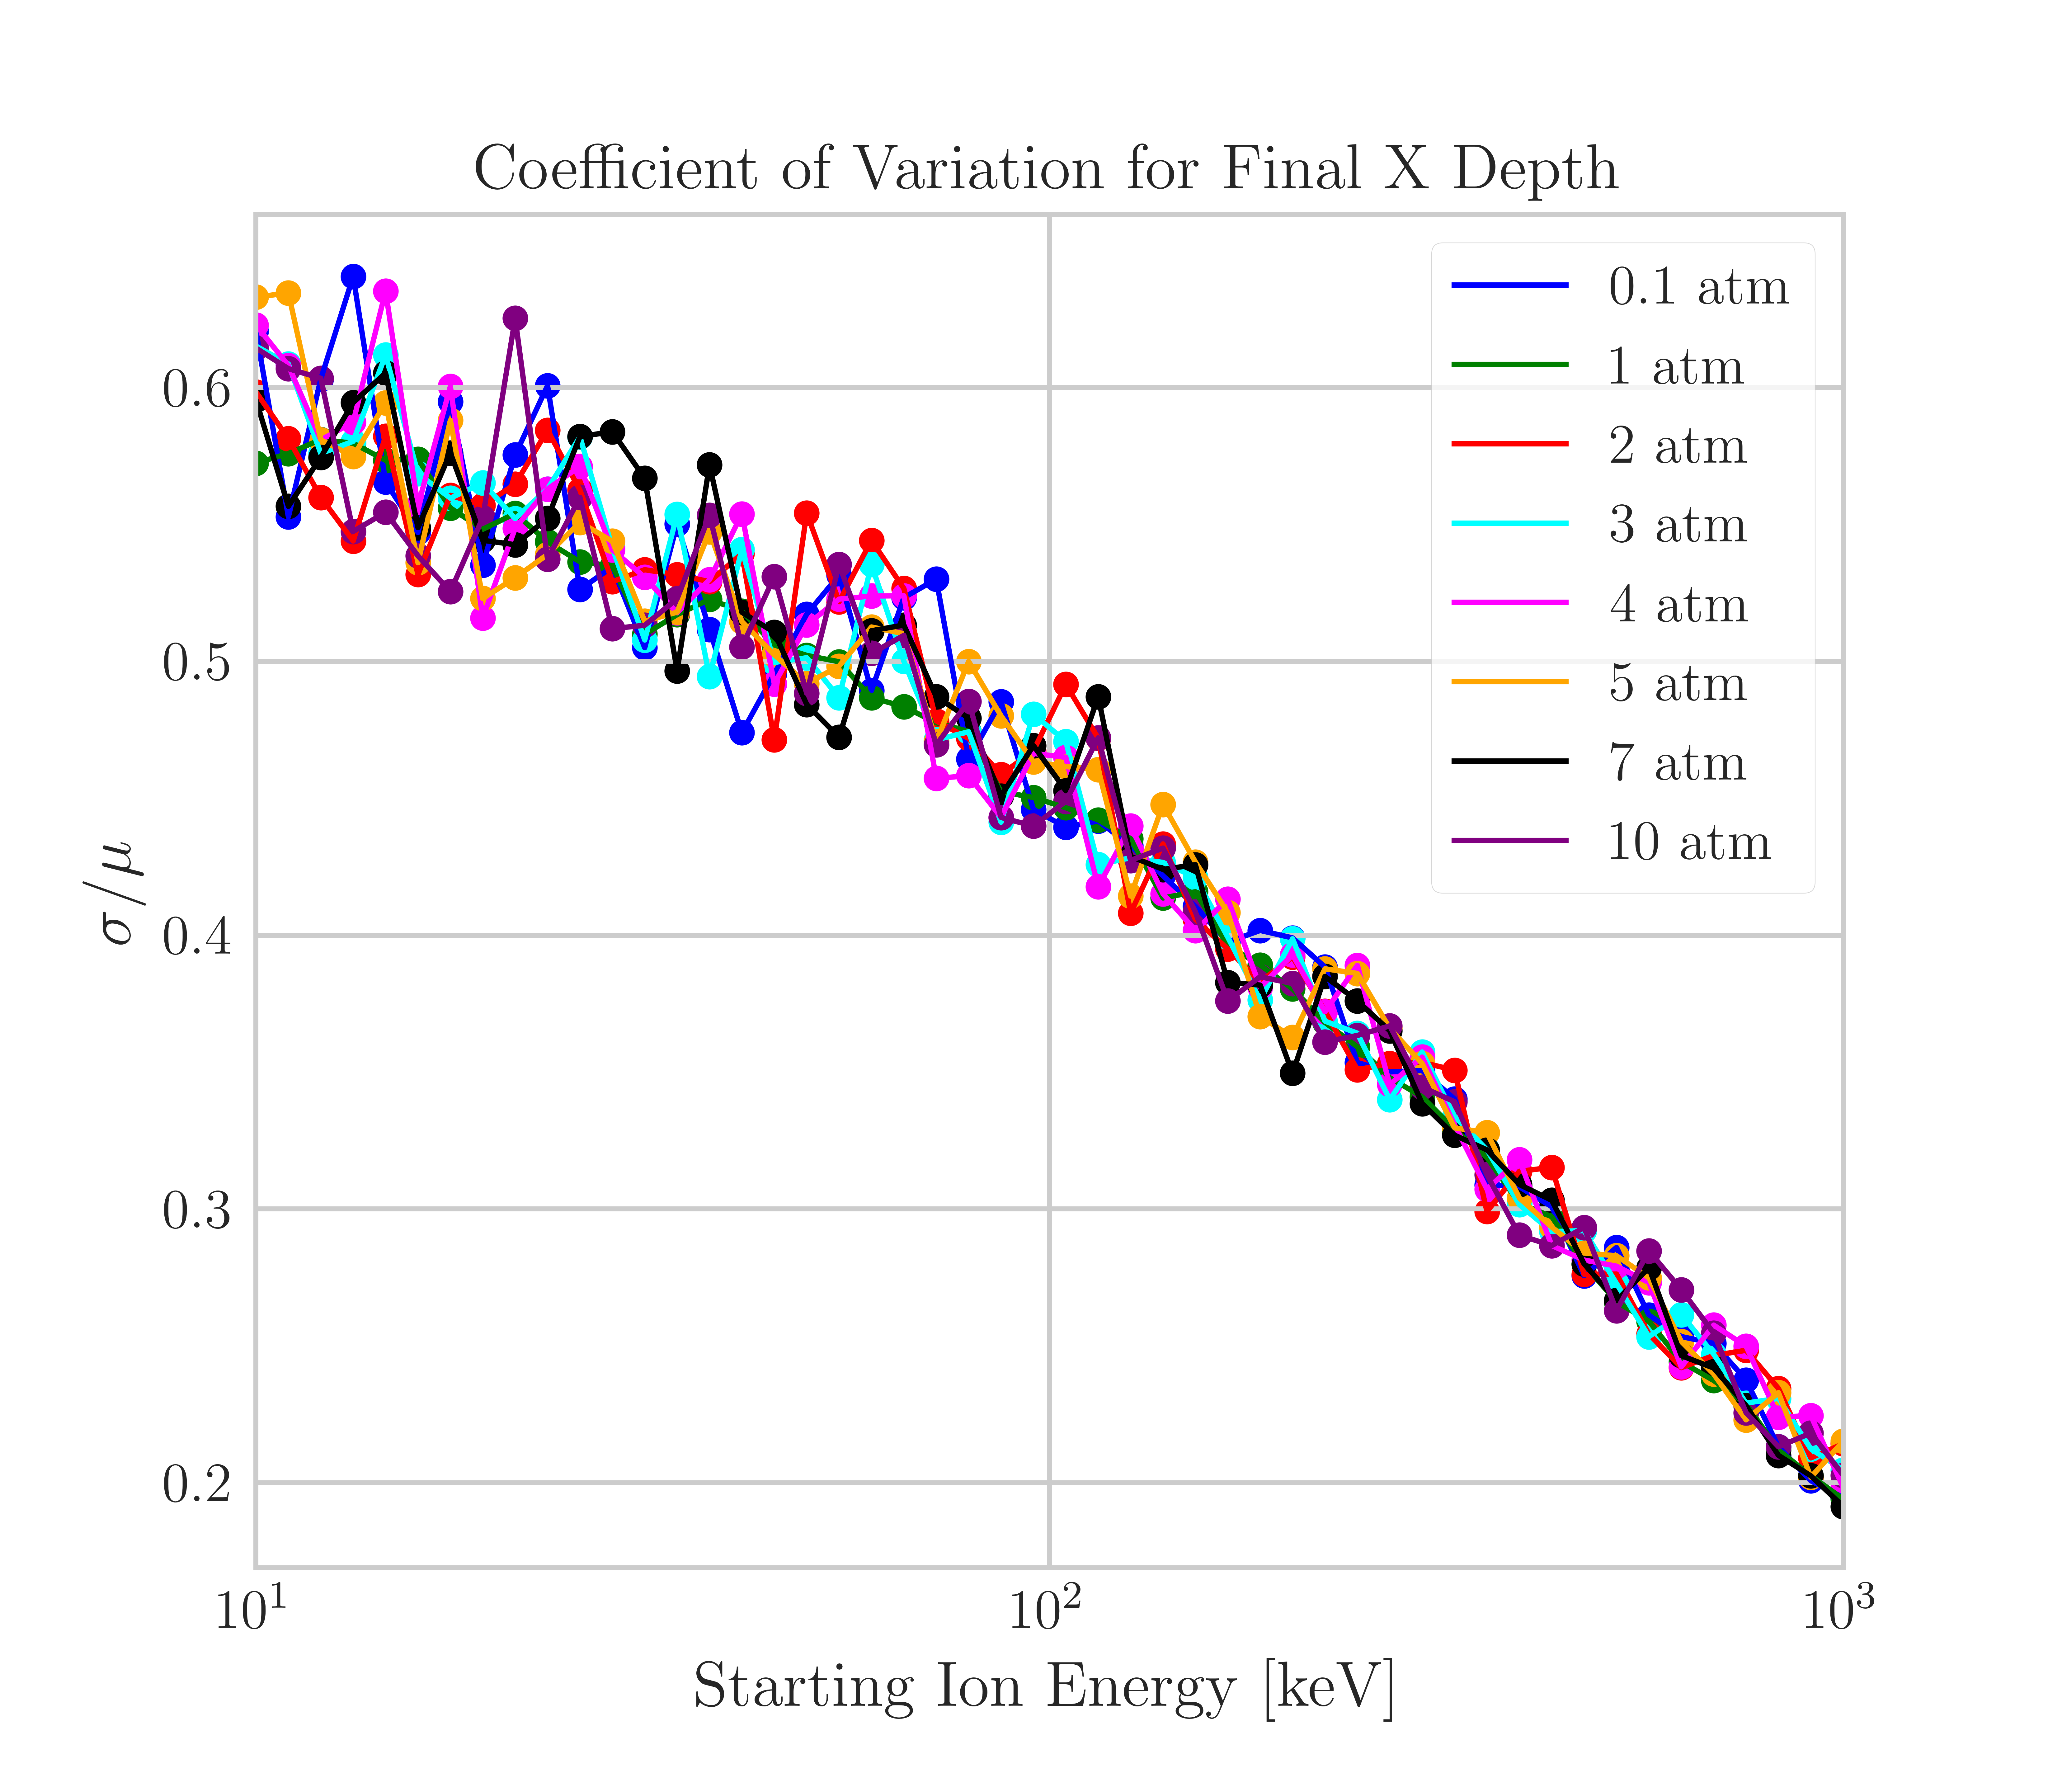 Coefficient of Variation for Final X Depth
0.1 atm
1 atm
2 atm
3 atm
4 atm
5 atm
7 atm
10 atm
0.6
0.5
0.4
0.3
0.2
σ/μ
10¹ 10² 10³
Starting Ion Energy [keV]